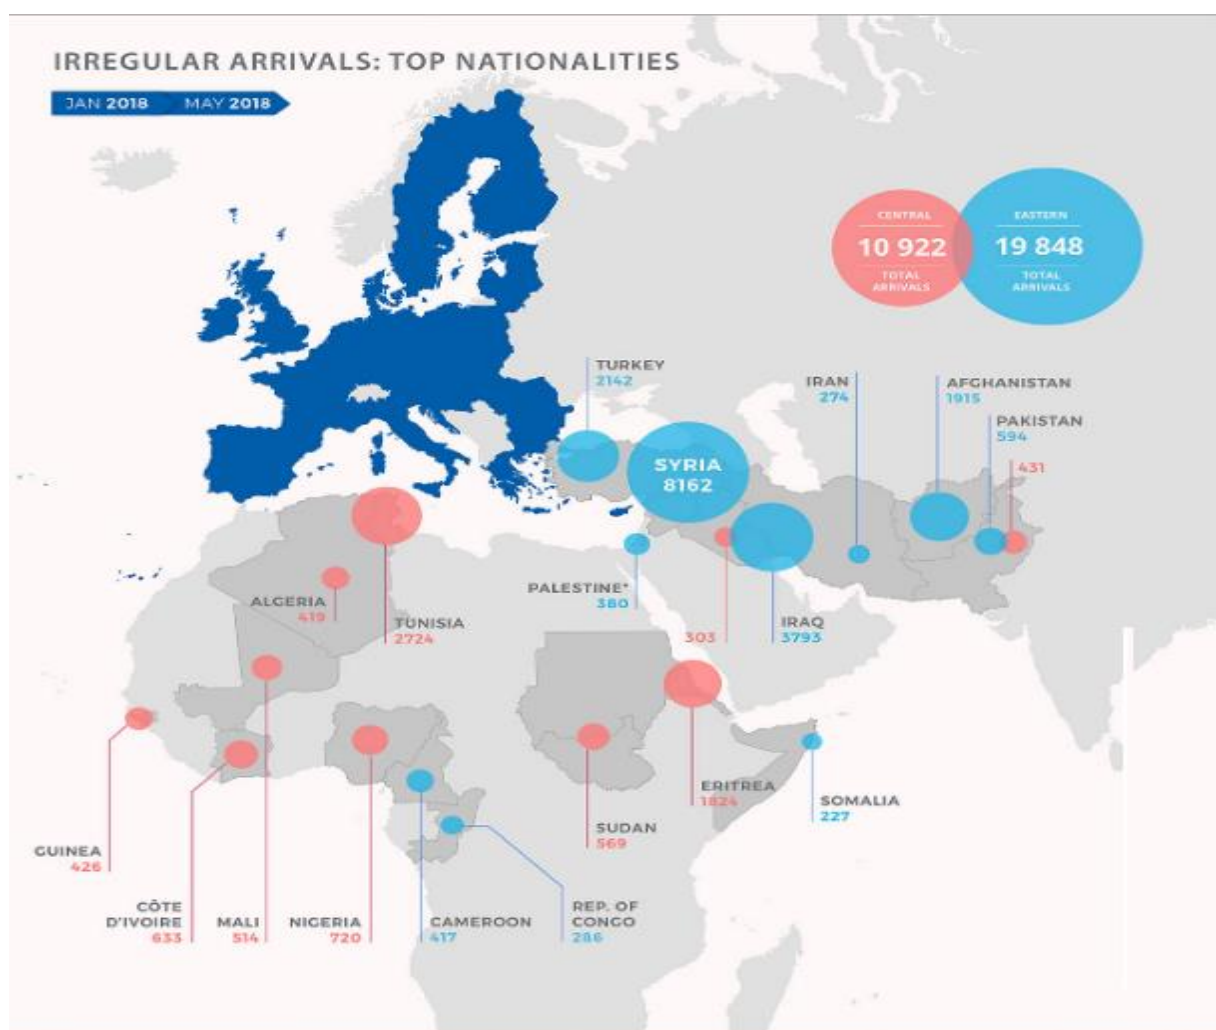 IRREGULAR ARRIVALS: TOP NATIONALITIES
JAN 2018 MAY 2018
CENTRAL
10 922
TOTAL
ARRIVALS
EASTERN
19 848
TOTAL
ARRIVALS
TURKEY
2142
IRAN
274
AFGHANISTAN
1915
PAKISTAN
594
431
SYRIA
8162
PALESTINE*
380
ALGERIA
419
TUNISIA
2724
303
IRAQ
3793
ERITREA
1824
SOMALIA
227
SUDAN
569
GUINEA
426
CÔTE
D'IVOIRE
633
MALI
514
NIGERIA
720
CAMEROON
417
REP. OF
CONGO
286